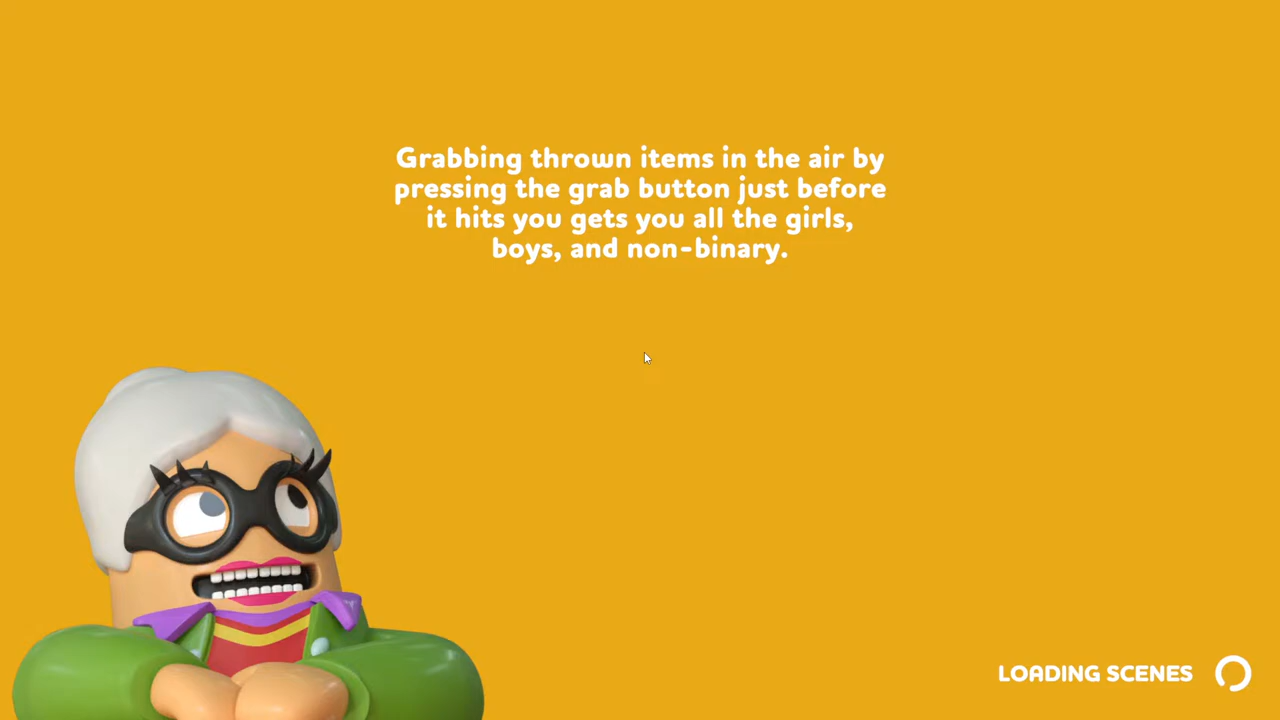 Grabbing thrown items in the air by
pressing the grab button just before
it hits you gets you all the girls,
boys, and non-binary.
LOADING SCENES